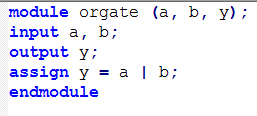 module orgate (a, b, y);
input a, b;
output y;
assign y = a | b;
endmodule